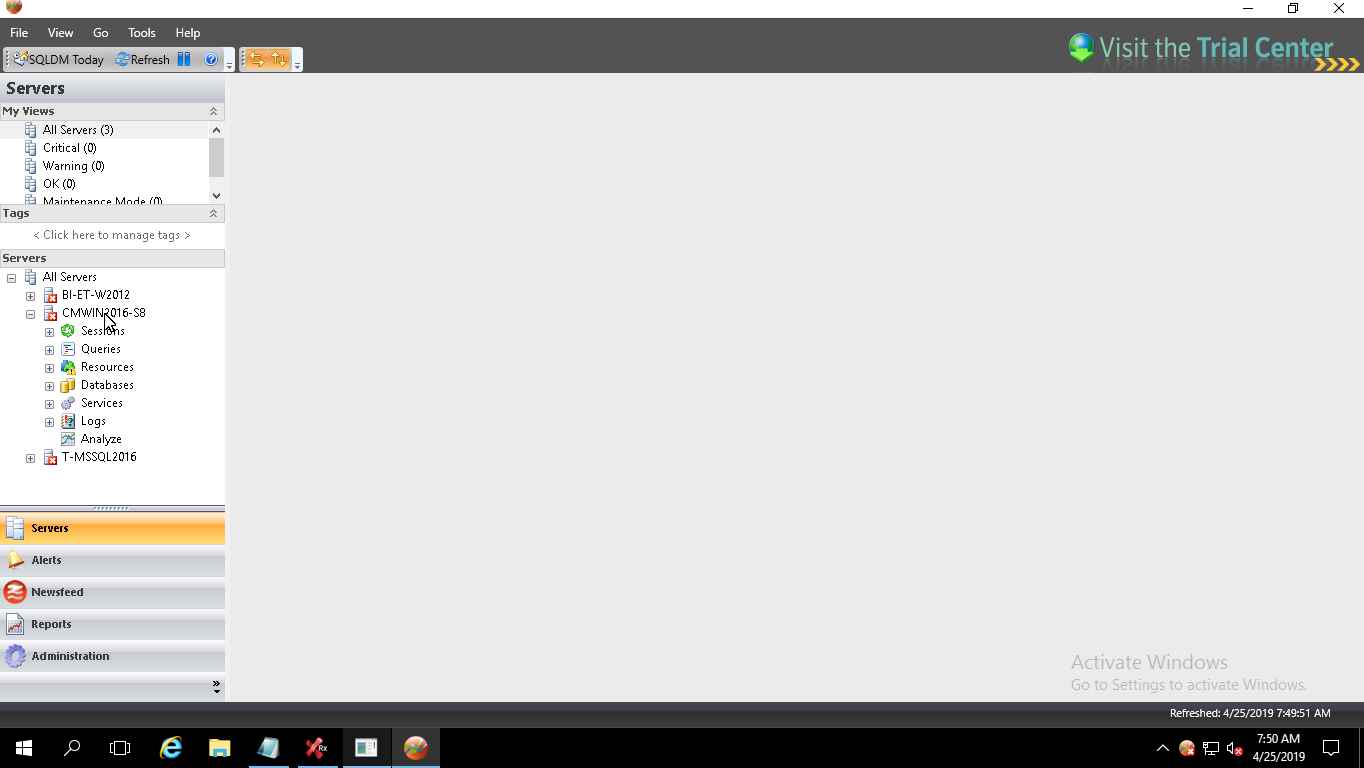 File View Go Tools Help
SQLDM Today Refresh
Visit the Trial Center
Servers
My Views
All Servers (3)
Critical (0)
Warning (0)
OK (0)
Maintenance Mode (0)
Tags
< Click here to manage tags >
Servers
All Servers
BI-ET-W2012
CMWIN2016-S8
Sessions
Queries
Resources
Databases
Services
Logs
Analyze
T-MSSQL2016
Servers
Alerts
Newsfeed
Reports
Administration
Activate Windows
Go to Settings to activate Windows.
Refreshed: 4/25/2019 7:49:51 AM
Rx
7:50 AM
4/25/2019